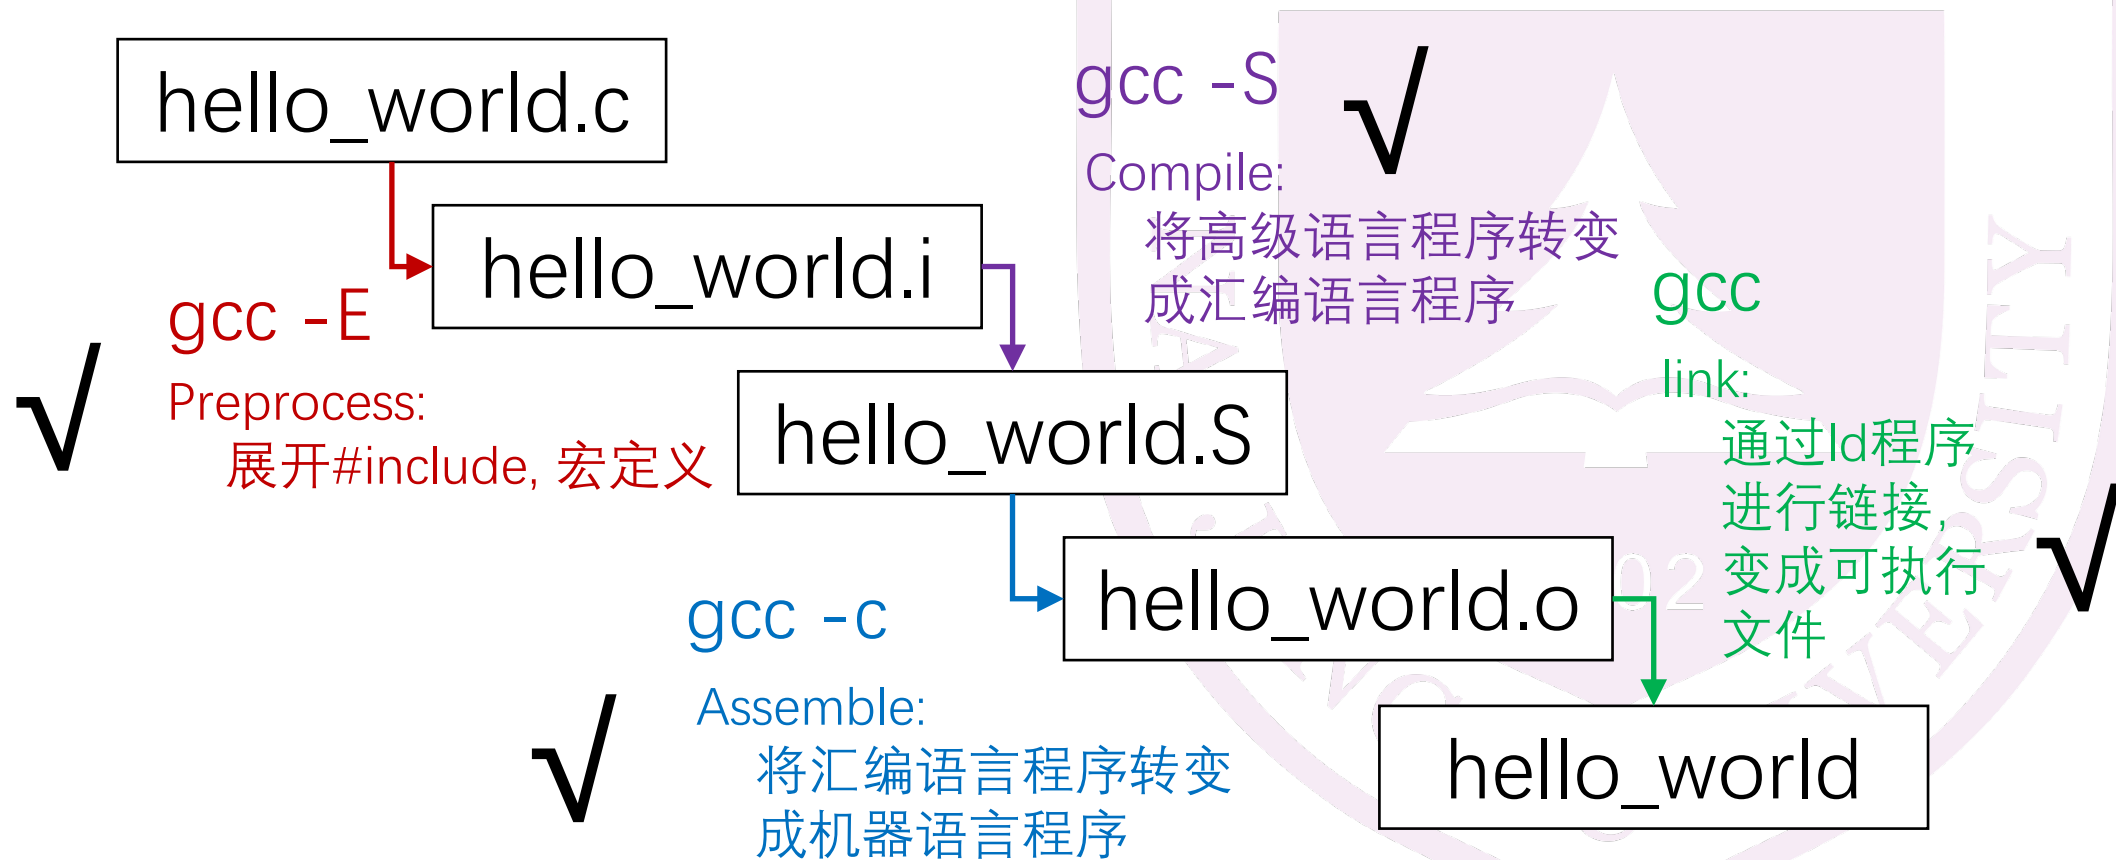 hello_world.c
gcc -E
Preprocess:
展开#include, 宏定义
hello_world.i
gcc -S
Compile:
将高级语言程序转变
成汇编语言程序
hello_world.S
gcc -c
Assemble:
将汇编语言程序转变
成机器语言程序
hello_world.o
gcc
link:
通过ld程序
进行链接,
变成可执行
文件
hello_world
√
√
√
√